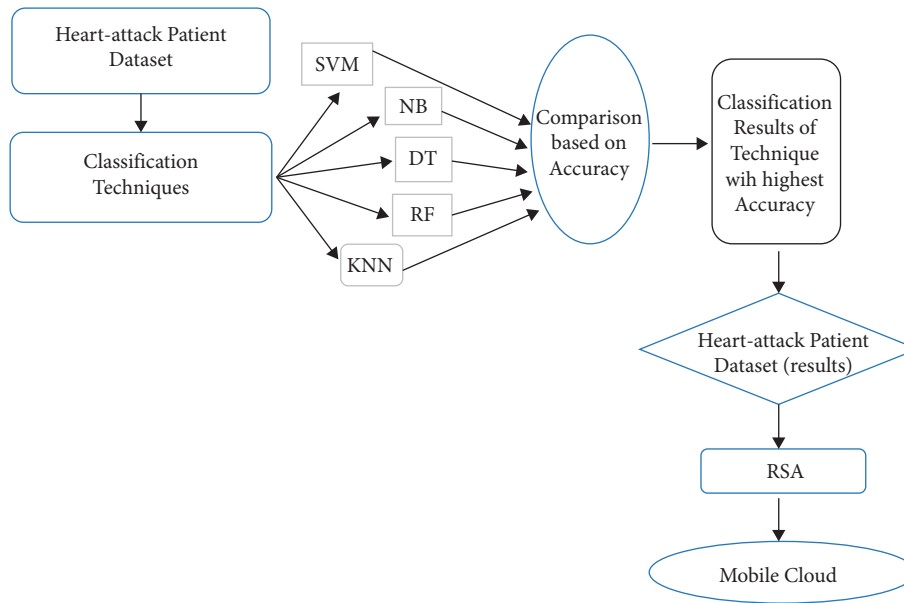 Heart-attack Patient
Dataset
Classification
Techniques
SVM
NB
DT
RF
KNN
Comparison
based on
Accuracy
Classification
Results of
Technique
wih highest
Accuracy
Heart-attack Patient
Dataset (results)
RSA
Mobile Cloud